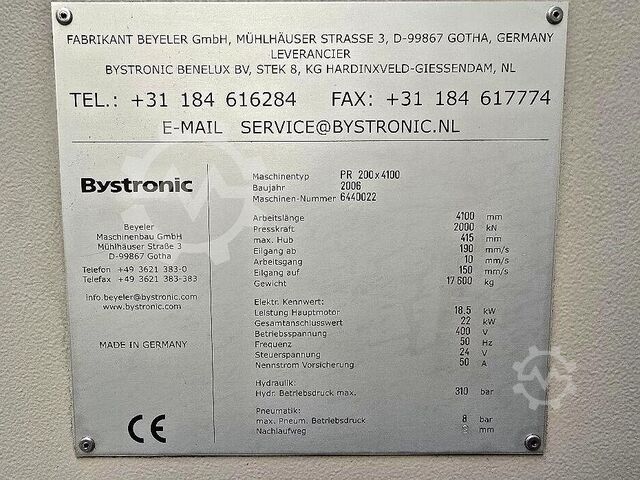 FABRIKANT BEYELER GmbH, MÜHLHÄUSER STRASSE 3, D-99867 GOTHA, GERMANY
LEVERANCIER
BYSTRONIC BENELUX BV, STEK 8, KG HARDINXVELD-GIESSENDAM, NL
TEL.: +31 184 616284 FAX: +31 184 617774
E-MAIL SERVICE@BYSTRONIC.NL
Bystronic
Beyeler
Maschinenbau GmbH
Mühlhäuser Straße 3
D-99867 Gotha
Telefon +49 3621 383-0
Telefax +49 3621 383-383
info.beyeler@bystronic.com
www.bystronic.com
MADE IN GERMANY
CE
Maschinentyp PR 200x4100
Baujahr 2006
Maschinen-Nummer 6440022
Arbeitslänge 4100 mm
Presskraft 2000 kN
max. Hub 415 mm
Eilgang ab 190 mm/s
Arbeitsgang 10 mm/s
Eilgang auf 150 mm/s
Gewicht 17600 kg
Elektr. Kennwert:
Leistung Hauptmotor 18.5 kW
Gesamtanschlusswert 22 kW
Betriebsspannung 400 V
Frequenz 50 Hz
Steuerspannung 24 V
Nennstrom Vorsicherung 50 A
Hydraulik:
Hydr. Betriebsdruck max. 310 bar
Pneumatik:
max. Pneum. Betriebsdruck 8 bar
Nachlaufweg mm